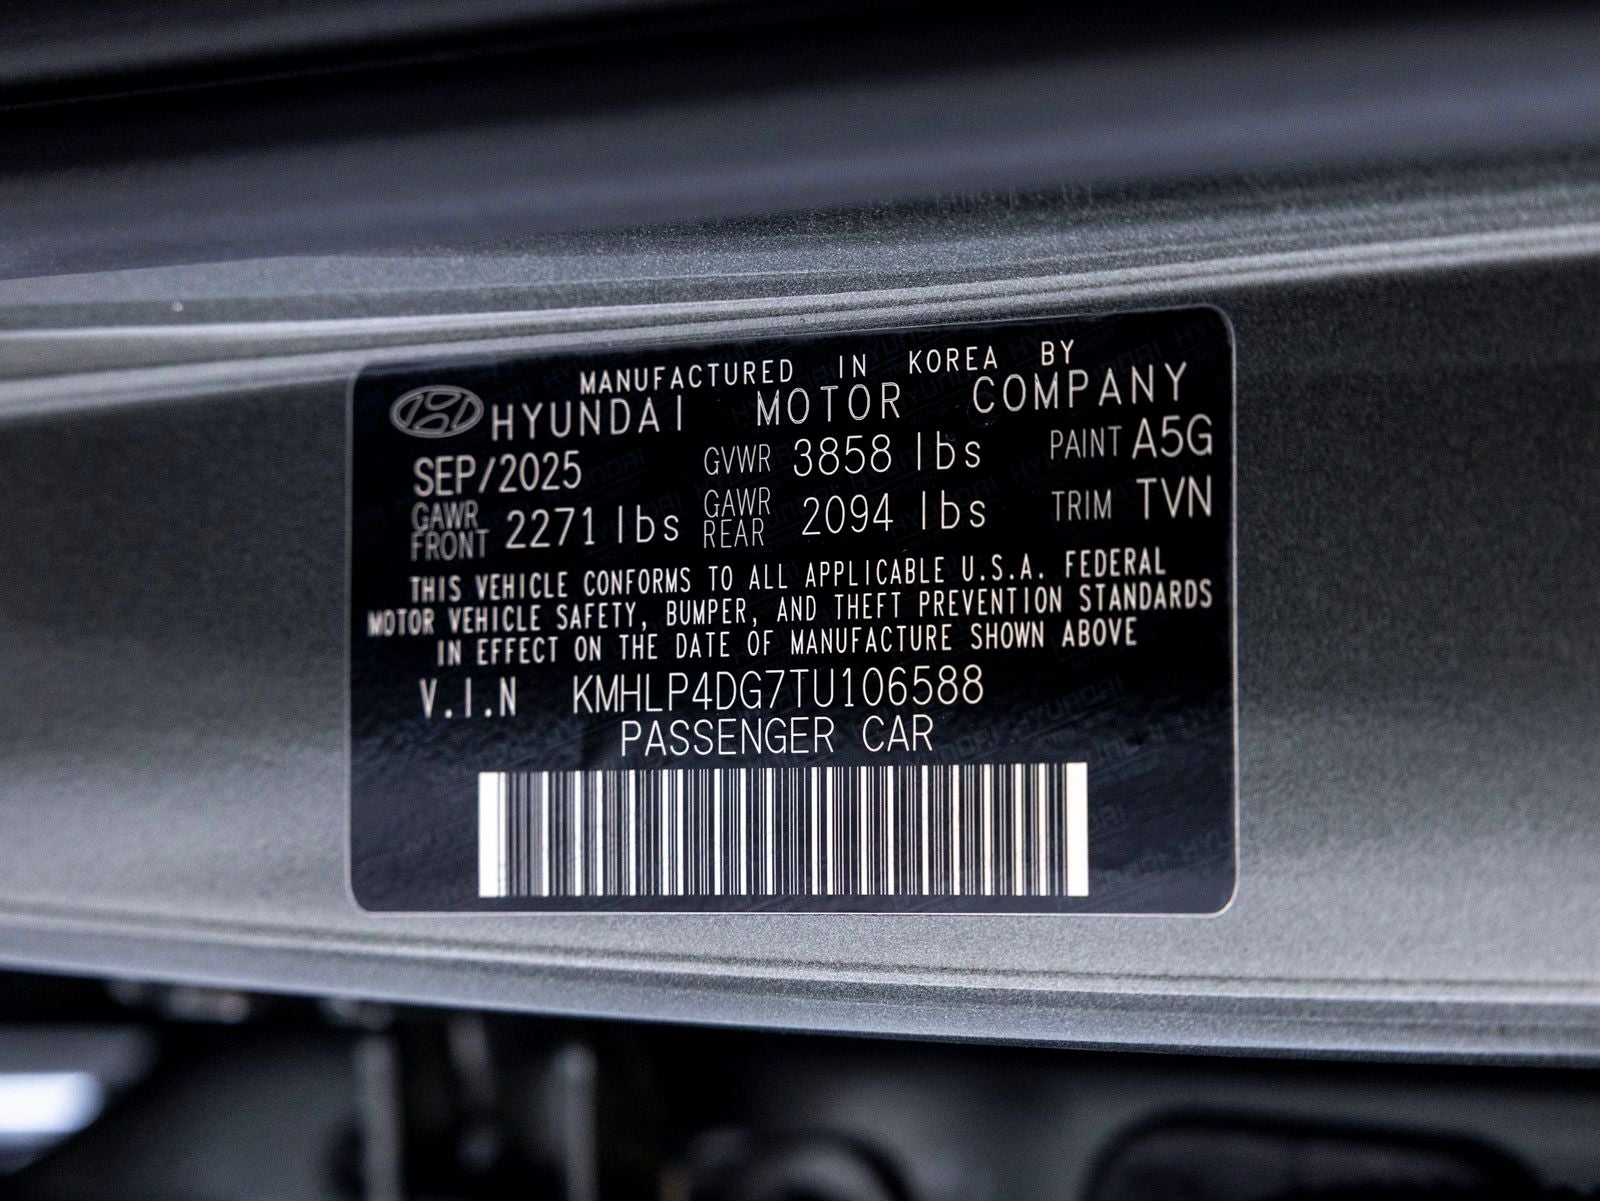 MANUFACTURED IN KOREA BY
HYUNDAI MOTOR COMPANY
SEP/2025 GVWR 3858 lbs PAINT A5G
GAWR FRONT 2271 lbs GAWR REAR 2094 lbs TRIM TVN
THIS VEHICLE CONFORMS TO ALL APPLICABLE U.S.A. FEDERAL
MOTOR VEHICLE SAFETY, BUMPER, AND THEFT PREVENTION STANDARDS
IN EFFECT ON THE DATE OF MANUFACTURE SHOWN ABOVE
V.I.N KMHLP4DG7TU106588
PASSENGER CAR